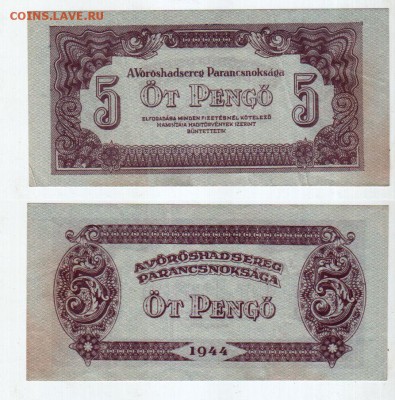 COINS.LAVE.RU
A Vöröshadsereg Parancsnoksága
5 Öt Pengő 5
ELFOGADÁSA MINDEN FIZETÉSNÉL KÖTELEZŐ
HAMISÍTÁSA HADITÖRVÉNYEK SZERINT
BÜNTETTETIK
A VÖRÖSHADSEREG
PARANCSNOKSÁGA
5 ÖT PENGŐ 5
1944